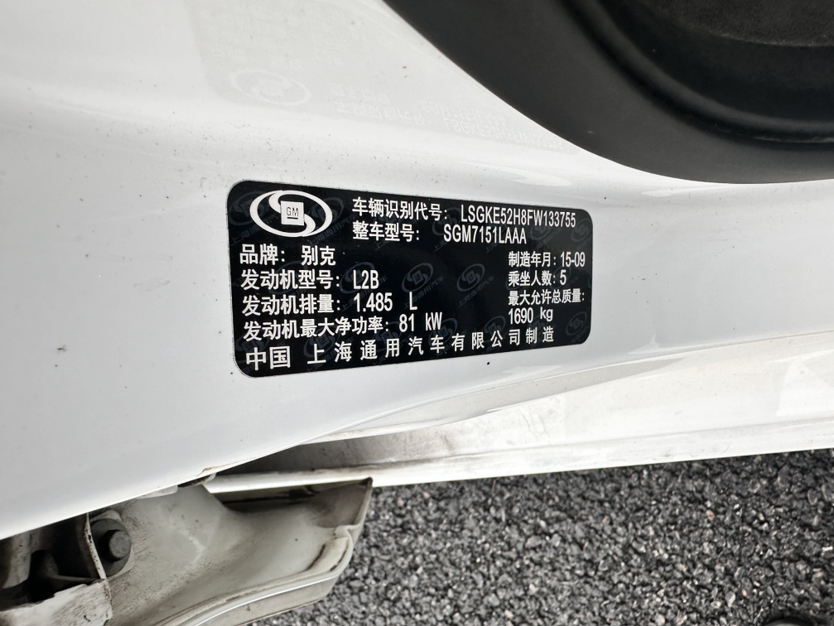 GM
车辆识别代号: LSGKE52H8FW133755
整车型号: SGM7151LAAA
品牌: 别克
制造年月: 15-09
发动机型号: L2B
乘坐人数: 5
发动机排量: 1.485 L
最大允许总质量:
1690 kg
发动机最大净功率: 81 kW
中国 上海通用汽车有限公司制造